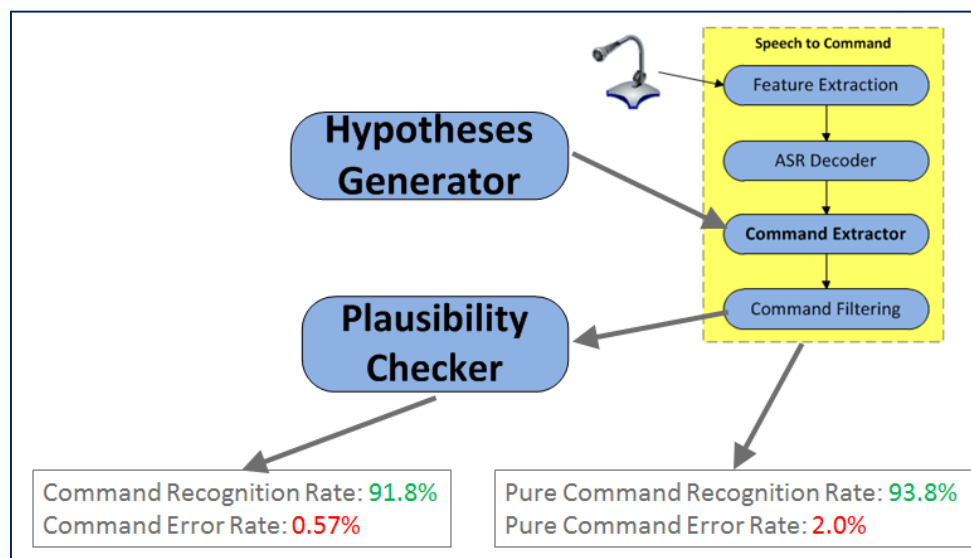 Speech to Command
Feature Extraction
Hypotheses
Generator
ASR Decoder
Command Extractor
Plausibility
Checker
Command Filtering
Command Recognition Rate: 91.8%
Command Error Rate: 0.57%
Pure Command Recognition Rate: 93.8%
Pure Command Error Rate: 2.0%